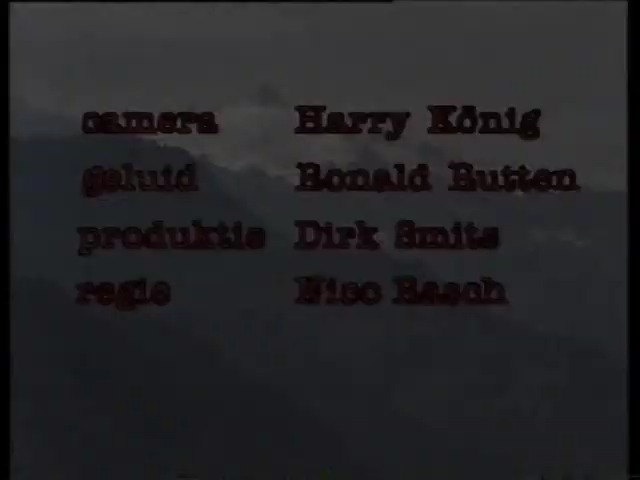 camera Harry König
geluid Ronald Rutten
produktie Dirk Smits
regie Nico Rasch